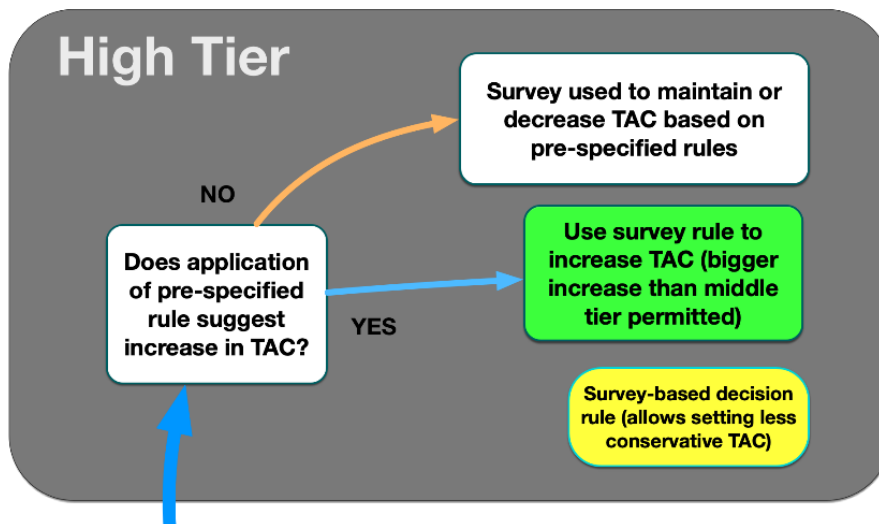 High Tier
Survey used to maintain or
decrease TAC based on
pre-specified rules
NO
Does application
of pre-specified
rule suggest
increase in TAC?
YES
Use survey rule to
increase TAC (bigger
increase than middle
tier permitted)
Survey-based decision
rule (allows setting less
conservative TAC)